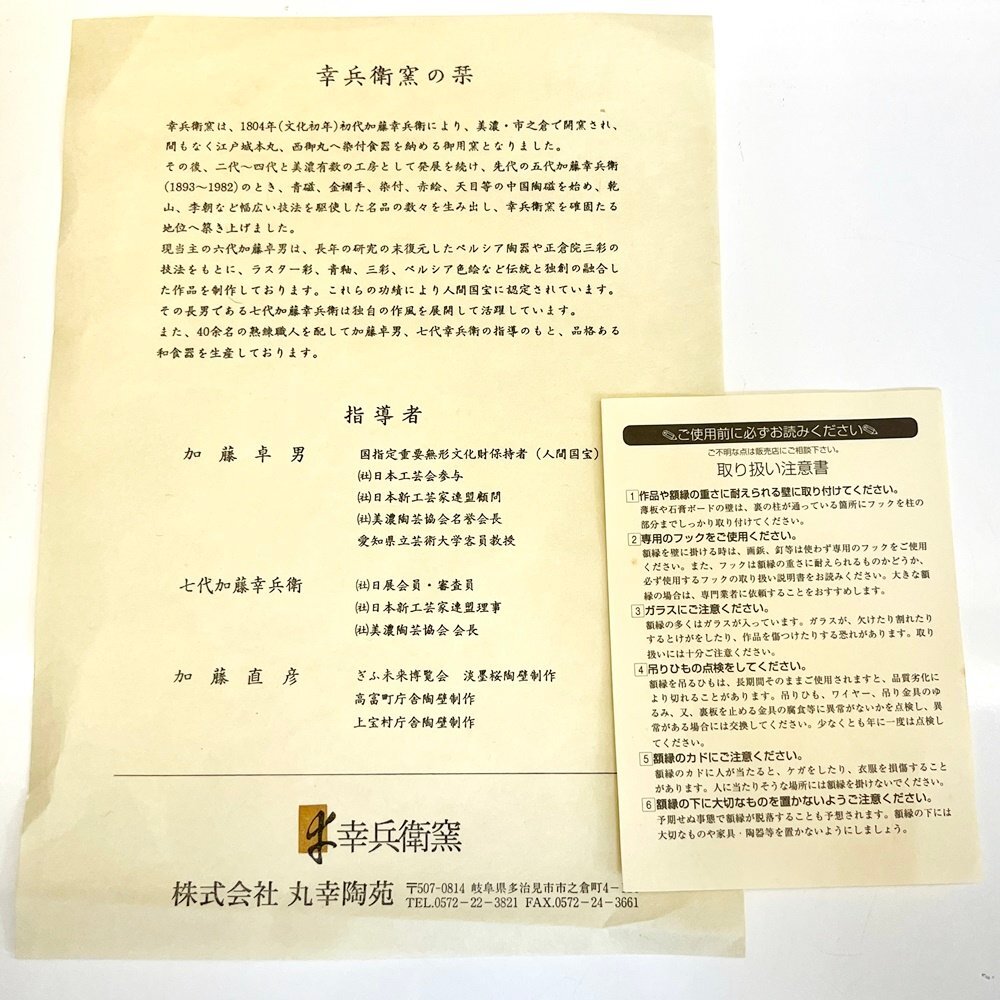 幸兵衛窯の栞
幸兵衛窯は、1804年(文化初年)初代加藤幸兵衛により、美濃・市之倉で開窯され、
間もなく江戸城本丸、西御丸へ染付食器を納める御用窯となりました。
その後、二代〜四代と美濃有数の工房として発展を続け、先代の五代加藤幸兵衛
(1893〜1982)のとき、青磁、金襴手、染付、赤絵、天目等の中国陶磁を始め、乾
山、李朝など幅広い技法を駆使した名品の数々を生み出し、幸兵衛窯を確固たる
地位へ築き上げました。
現当主の六代加藤卓男は、長年の研究の末復元したペルシア陶器や正倉院三彩の
技法をもとに、ラスター彩、青釉、三彩、ペルシア色絵など伝統と独創の融合し
た作品を制作しております。これらの功績により人間国宝に認定されています。
その長男である七代加藤幸兵衛は独自の作風を展開して活躍しています。
また、40余名の熟練職人を配して加藤卓男、七代幸兵衛の指導のもと、品格ある
和食器を生産しております。
指導者
加藤卓男 国指定重要無形文化財保持者(人間国宝)
㈳日本工芸会参与
㈳日本新工芸家連盟顧問
㈳美濃陶芸協会名誉会長
愛知県立芸術大学客員教授
七代加藤幸兵衛 ㈳日展会員・審査員
㈳日本新工芸家連盟理事
㈳美濃陶芸協会 会長
加藤直彦 ぎふ未来博覧会 淡墨桜陶壁制作
高富町庁舎陶壁制作
上宝村庁舎陶壁制作
幸兵衛窯
株式会社 丸幸陶苑 〒507-0814 岐阜県多治見市市之倉町4-
TEL.0572-22-3821 FAX.0572-24-3661
✎ご使用前に必ずお読みください✎
ご不明な点は販売店にご相談下さい。
取り扱い注意書
1 作品や額縁の重さに耐えられる壁に取り付けてください。
薄板や石膏ボードの壁は、裏の柱が通っている箇所にフックを柱の
部分までしっかり取り付けてください。
2 専用のフックをご使用ください。
額縁を壁に掛ける時は、画鋲、釘等は使わず専用のフックをご使用
ください。また、フックは額縁の重さに耐えられるものかどうか、
必ず使用するフックの取り扱い説明書をお読みください。大きな額
縁の場合は、専門業者に依頼することをおすすめします。
3 ガラスにご注意ください。
額縁の多くはガラスが入っています。ガラスが、欠けたり割れたり
するとけがをしたり、作品を傷つけたりする恐れがあります。取り
扱いには十分ご注意ください。
4 吊りひもの点検をしてください。
額縁を吊るひもは、長期間そのままご使用されますと、品質劣化に
より切れることがあります。吊りひも、ワイヤー、吊り金具のゆ
るみ、又、裏板を止める金具の腐食等に異常がないかを点検し、異
常がある場合には交換してください。少なくとも年に一度は点検し
てください。
5 額縁のカドにご注意ください。
額縁のカドに人が当たると、ケガをしたり、衣服を損傷すること
があります。人に当たりそうな場所には額縁を掛けないでください。
6 額縁の下に大切なものを置かないようご注意ください。
予期せぬ事態で額縁が脱落することも予想されます。額縁の下には
大切なものや家具・陶器等を置かないようにしましょう。